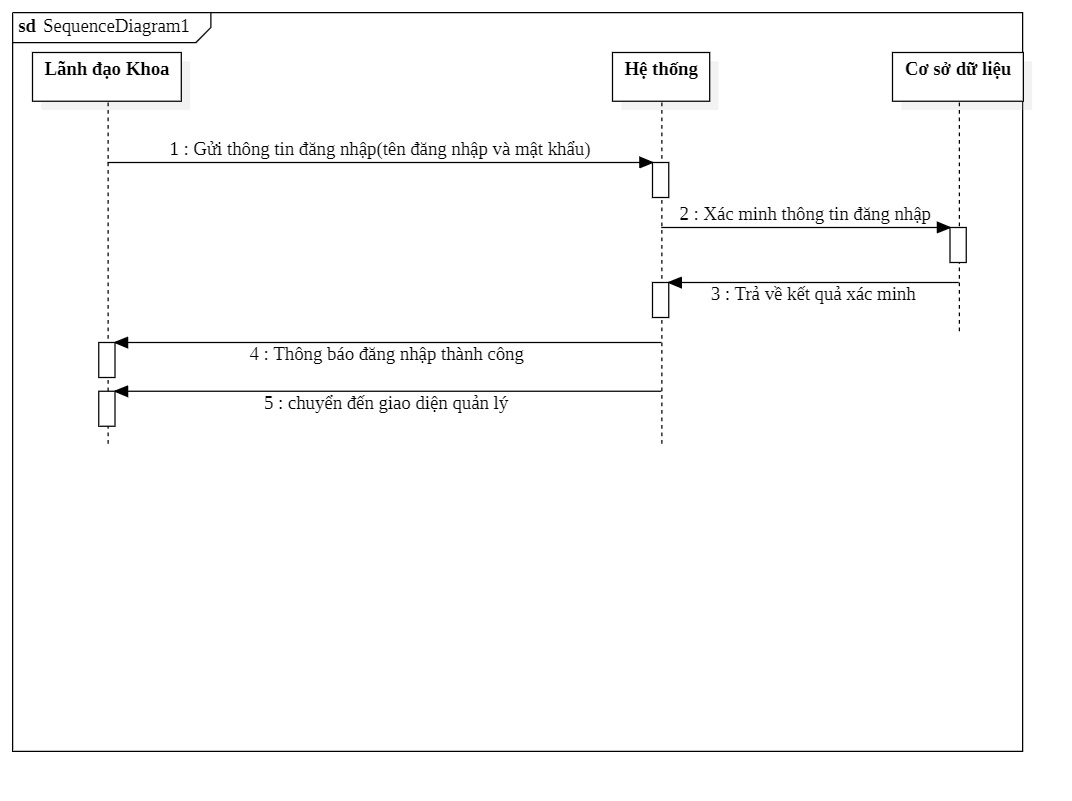 sd SequenceDiagram1
Lãnh đạo Khoa
Hệ thống
Cơ sở dữ liệu
1 : Gửi thông tin đăng nhập(tên đăng nhập và mật khẩu)
2 : Xác minh thông tin đăng nhập
3 : Trả về kết quả xác minh
4 : Thông báo đăng nhập thành công
5 : chuyển đến giao diện quản lý